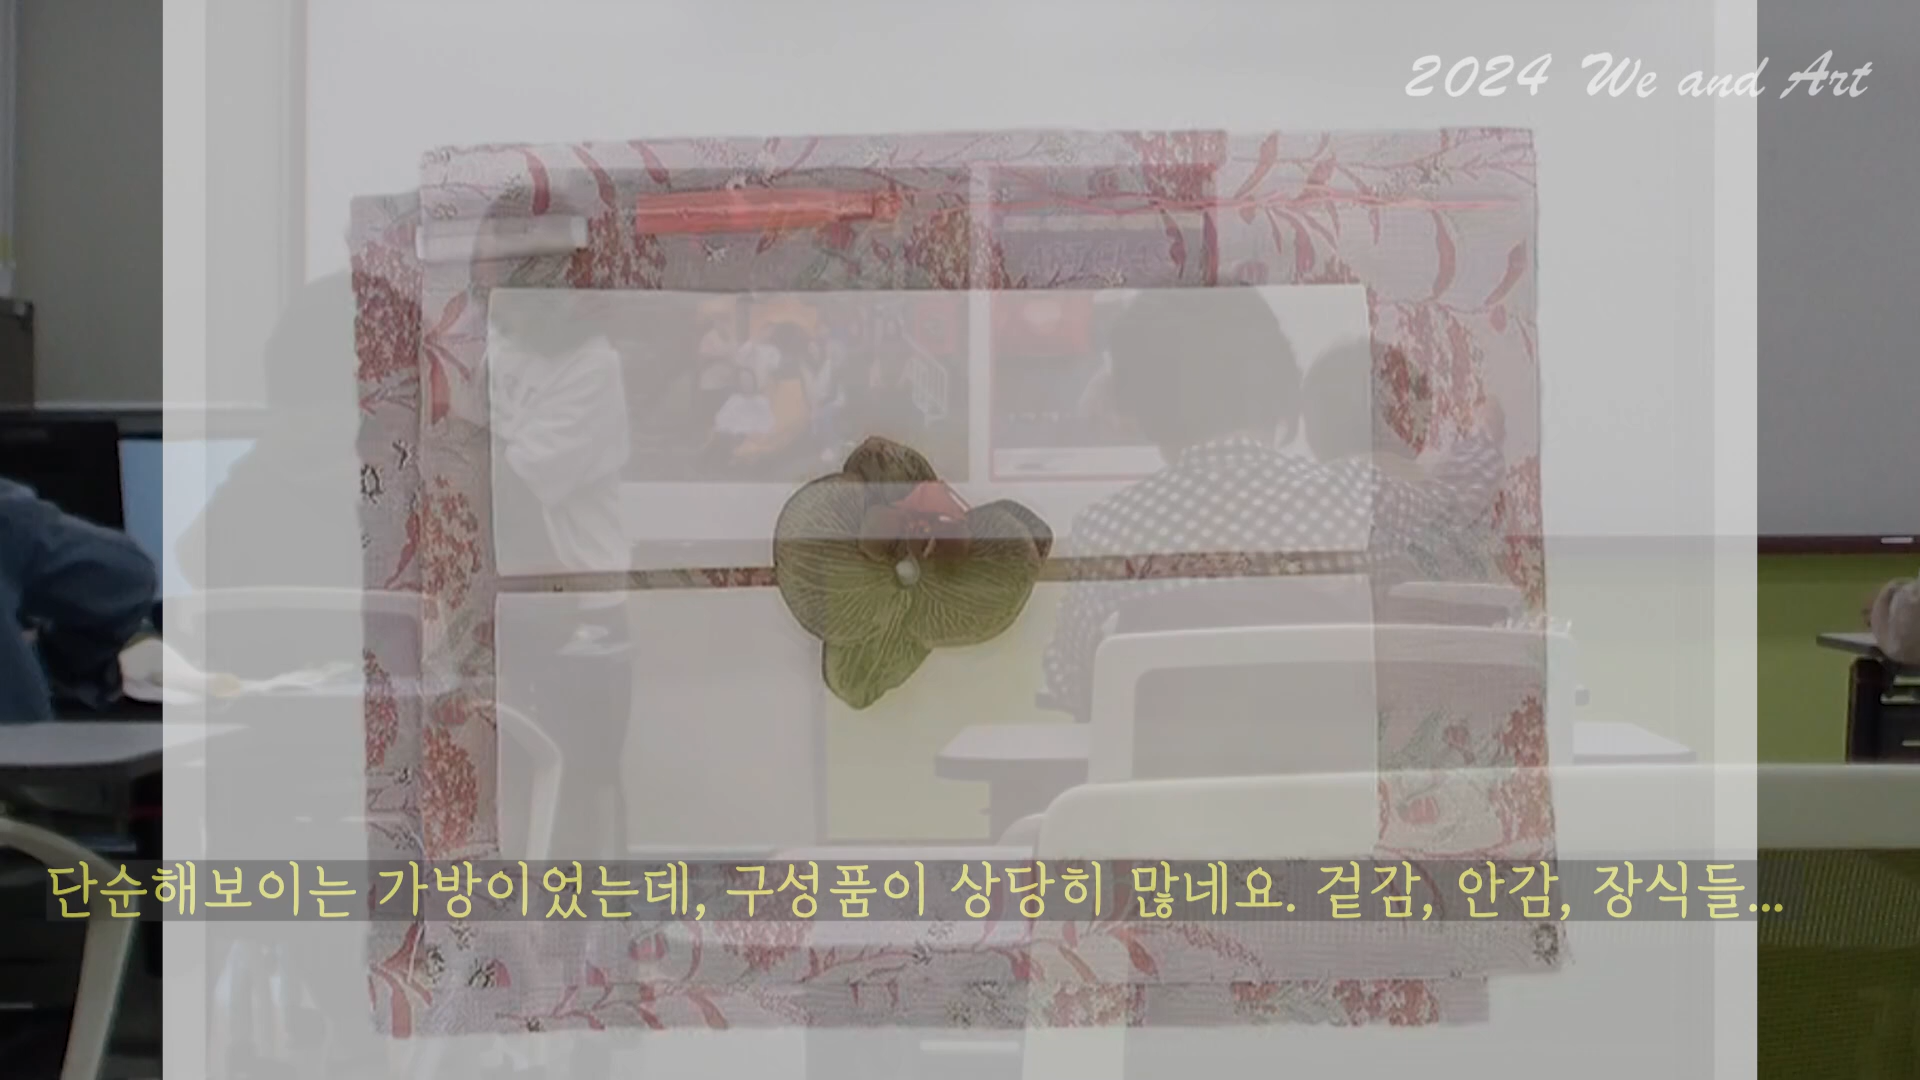 2024 We and Art
단순해보이는 가방이었는데, 구성품이 상당히 많네요. 겉감, 안감, 장식들...